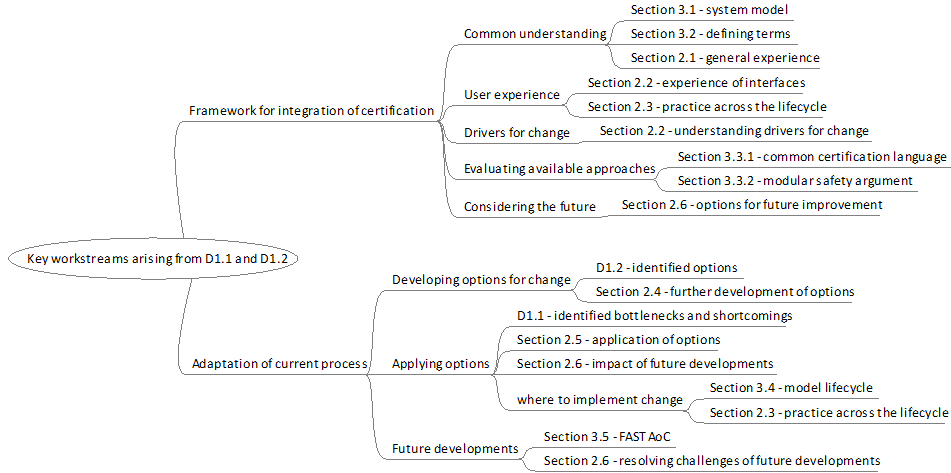 Key workstreams arising from D1.1 and D1.2
Framework for integration of certification
Common understanding
Section 3.1 - system model
Section 3.2 - defining terms
Section 2.1 - general experience
User experience
Section 2.2 - experience of interfaces
Section 2.3 - practice across the lifecycle
Drivers for change
Section 2.2 - understanding drivers for change
Evaluating available approaches
Section 3.3.1 - common certification language
Section 3.3.2 - modular safety argument
Considering the future
Section 2.6 - options for future improvement
Adaptation of current process
Developing options for change
D1.2 - identified options
Section 2.4 - further development of options
Applying options
D1.1 - identified bottlenecks and shortcomings
Section 2.5 - application of options
Section 2.6 - impact of future developments
where to implement change
Section 3.4 - model lifecycle
Section 2.3 - practice across the lifecycle
Future developments
Section 3.5 - FAST AoC
Section 2.6 - resolving challenges of future developments